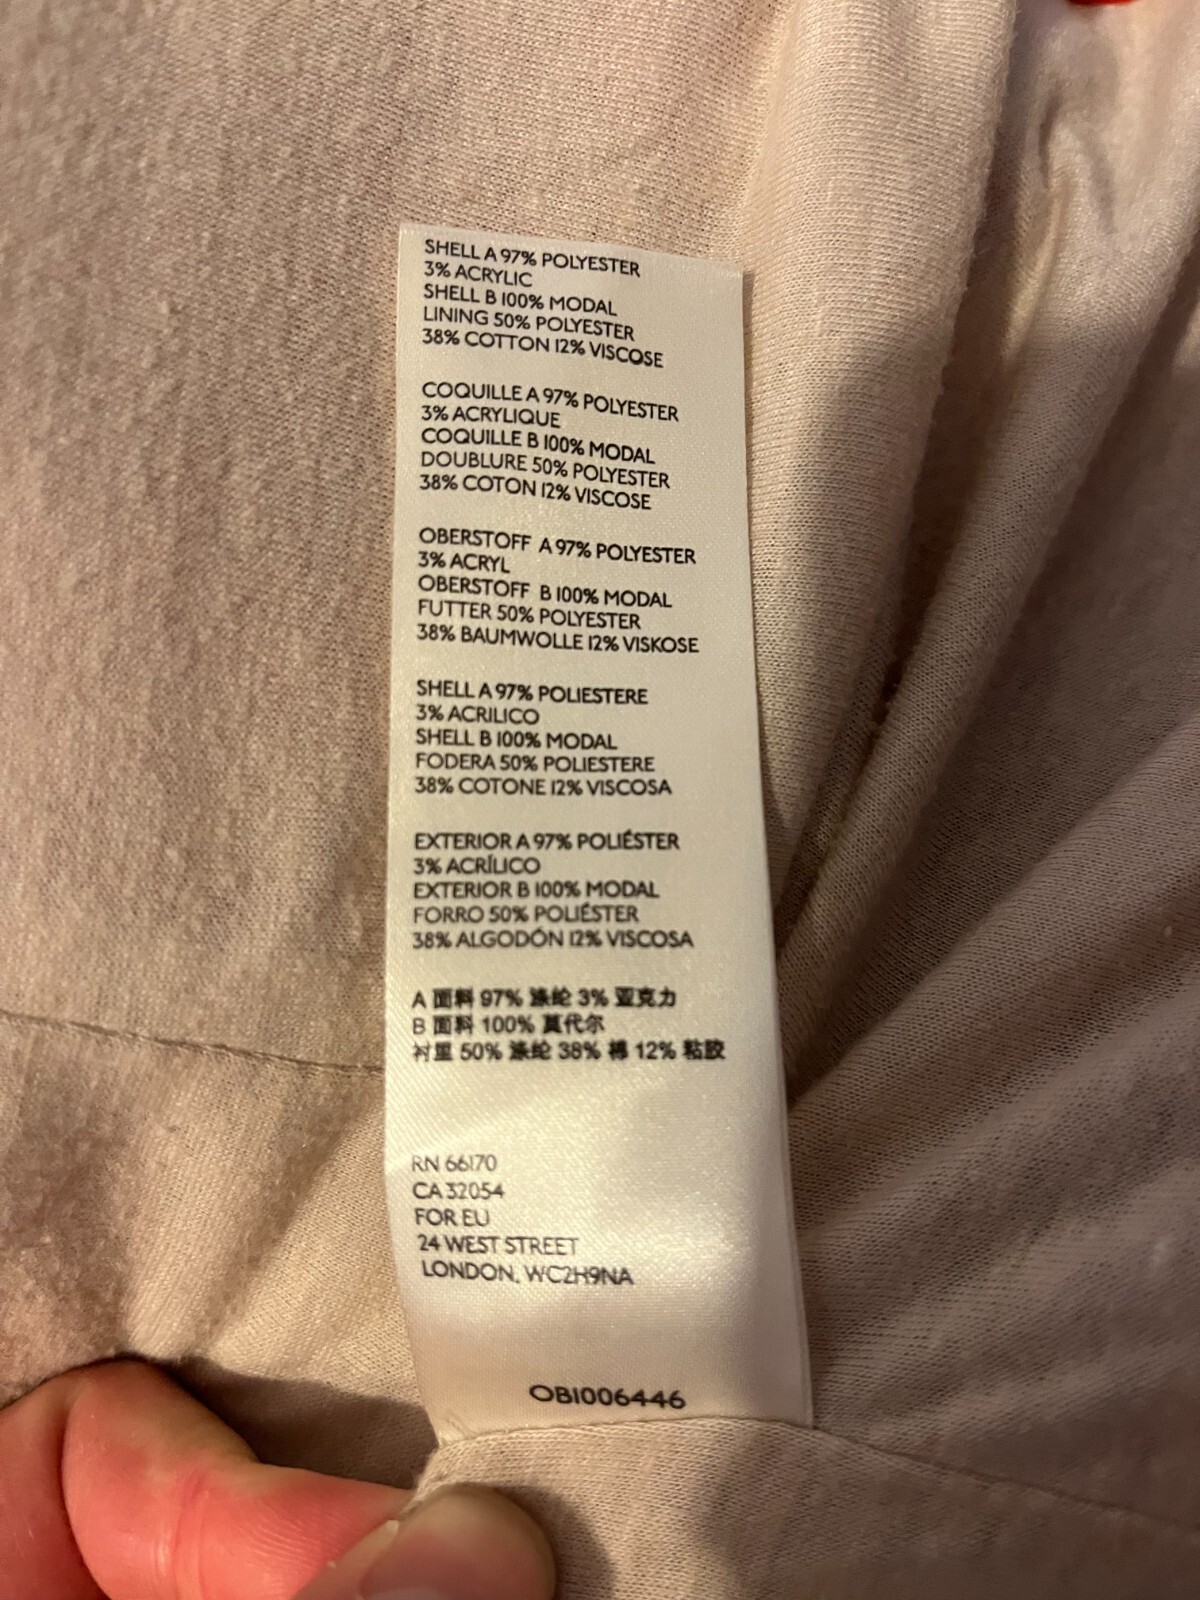 SHELL A 97% POLYESTER
3% ACRYLIC
SHELL B 100% MODAL
LINING 50% POLYESTER
38% COTTON 12% VISCOSE
COQUILLE A 97% POLYESTER
3% ACRYLIQUE
COQUILLE B 100% MODAL
DOUBLURE 50% POLYESTER
38% COTON 12% VISCOSE
OBERSTOFF A 97% POLYESTER
3% ACRYL
OBERSTOFF B 100% MODAL
FUTTER 50% POLYESTER
38% BAUMWOLLE 12% VISKOSE
SHELL A 97% POLIESTERE
3% ACRILICO
SHELL B 100% MODAL
FODERA 50% POLIESTERE
38% COTONE 12% VISCOSA
EXTERIOR A 97% POLIÉSTER
3% ACRÍLICO
EXTERIOR B 100% MODAL
FORRO 50% POLIÉSTER
38% ALGODÓN 12% VISCOSA
A 面料 97% 涤纶 3% 亚克力
B 面料 100% 莫代尔
衬里 50% 涤纶 38% 棉 12% 粘胶
RN 66170
CA 32054
FOR EU
24 WEST STREET
LONDON, WC2H9NA
OB1006446